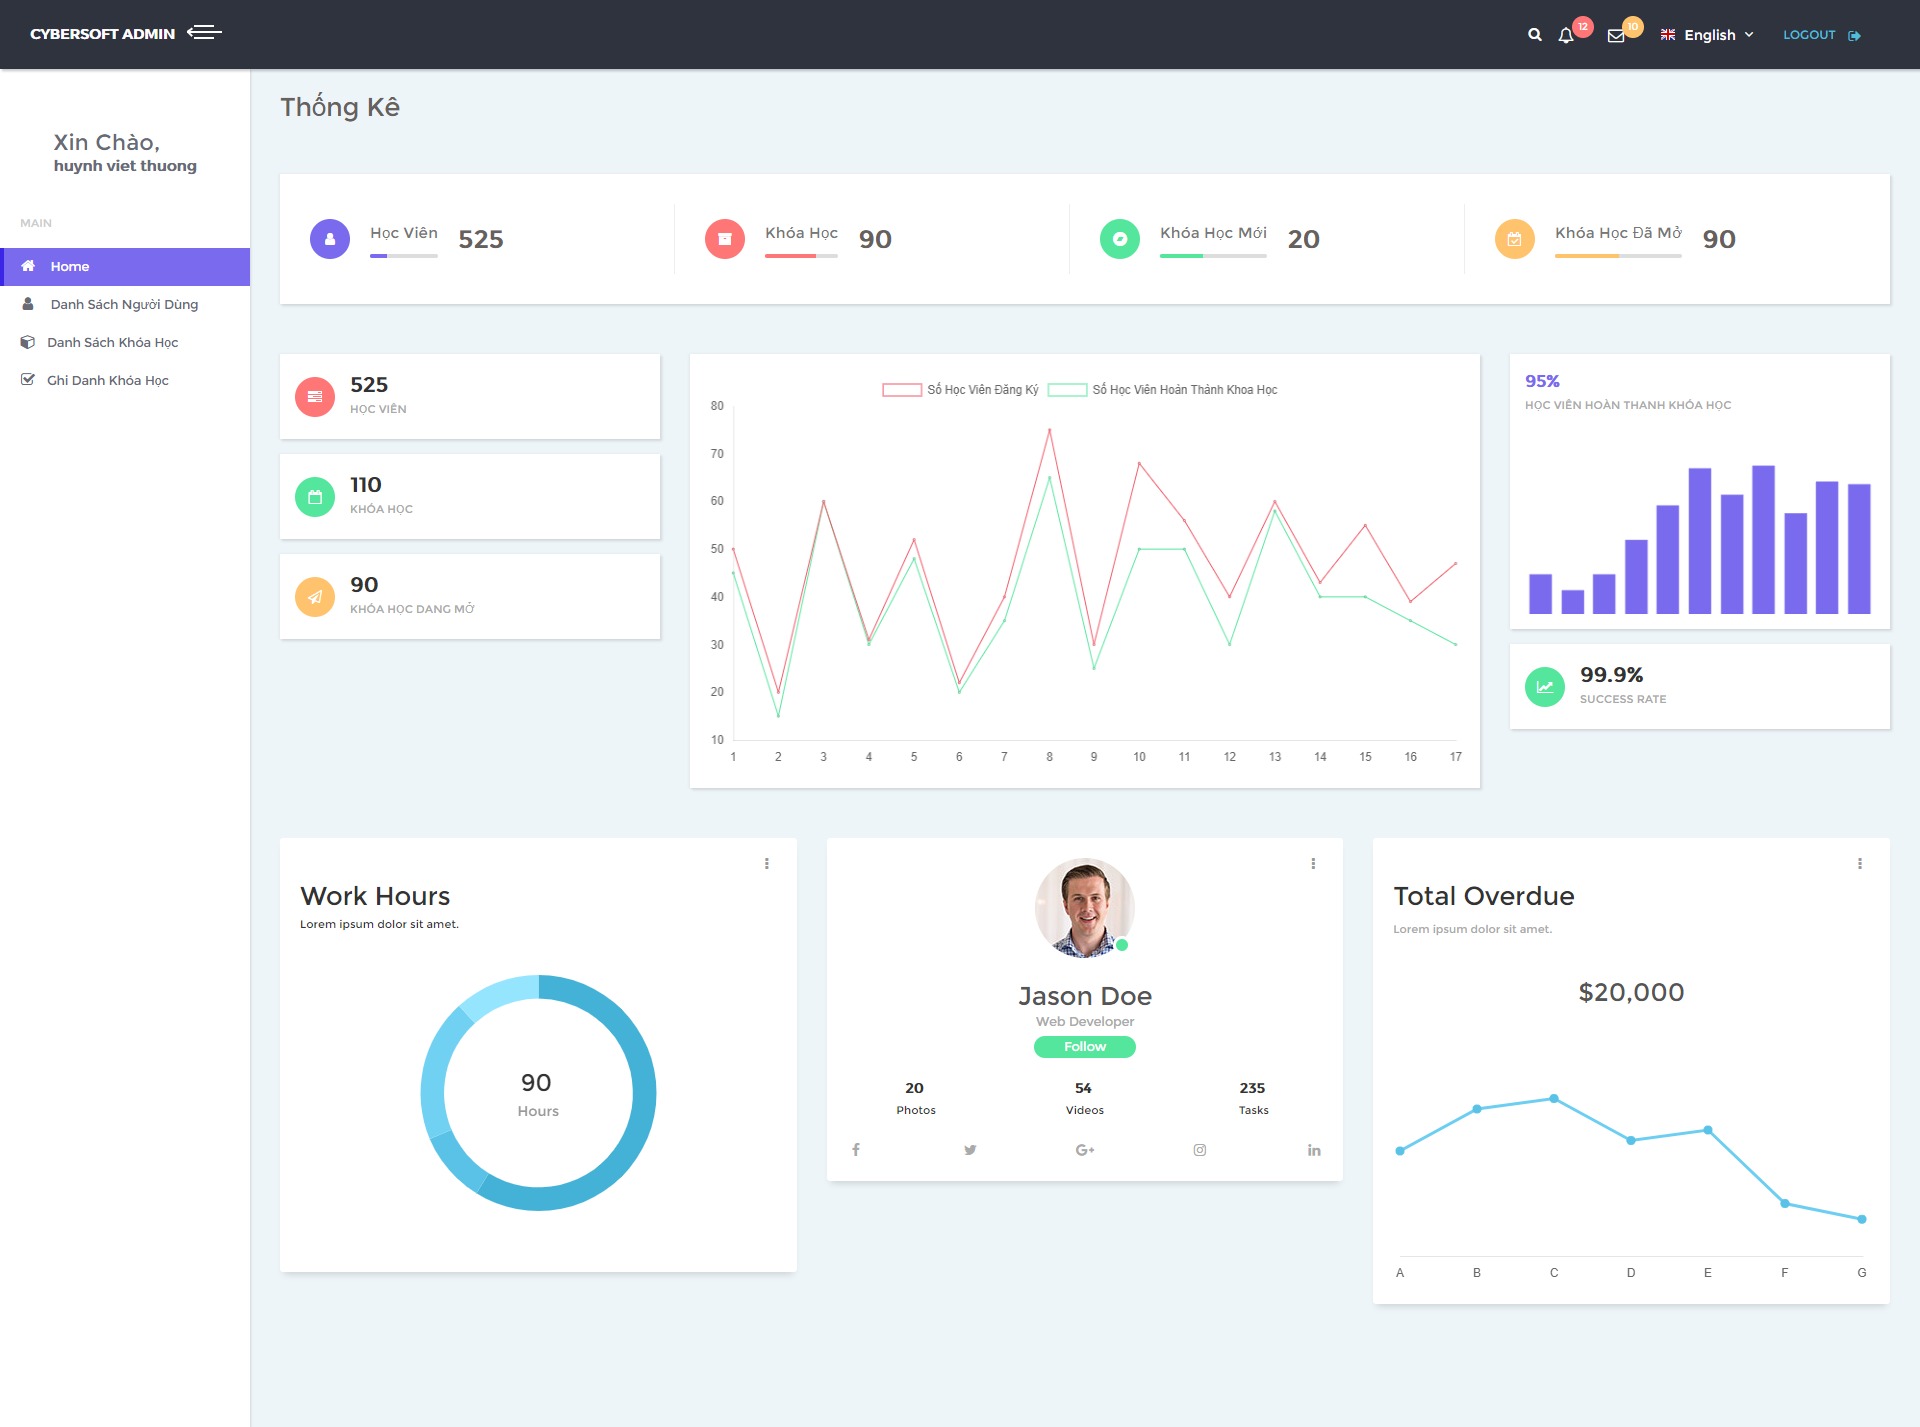 CYBERSOFT ADMIN
12
10
English
LOGOUT
Xin Chào,
huynh viet thuong
MAIN
Home
Danh Sách Người Dùng
Danh Sách Khóa Học
Ghi Danh Khóa Học
Thống Kê
Học Viên 525
Khóa Học 90
Khóa Học Mới 20
Khóa Học Đã Mở 90
525
HỌC VIÊN
110
KHÓA HỌC
90
KHÓA HỌC DANG MỞ
Số Học Viên Đăng Ký Số Học Viên Hoàn Thành Khoa Học
80
70
60
50
40
30
20
10
1 2 3 4 5 6 7 8 9 10 11 12 13 14 15 16 17
95%
HỌC VIÊN HOÀN THANH KHÓA HỌC
99.9%
SUCCESS RATE
Work Hours
Lorem ipsum dolor sit amet.
90
Hours
Jason Doe
Web Developer
Follow
20 54 235
Photos Videos Tasks
Total Overdue
Lorem ipsum dolor sit amet.
$20,000
A B C D E F G